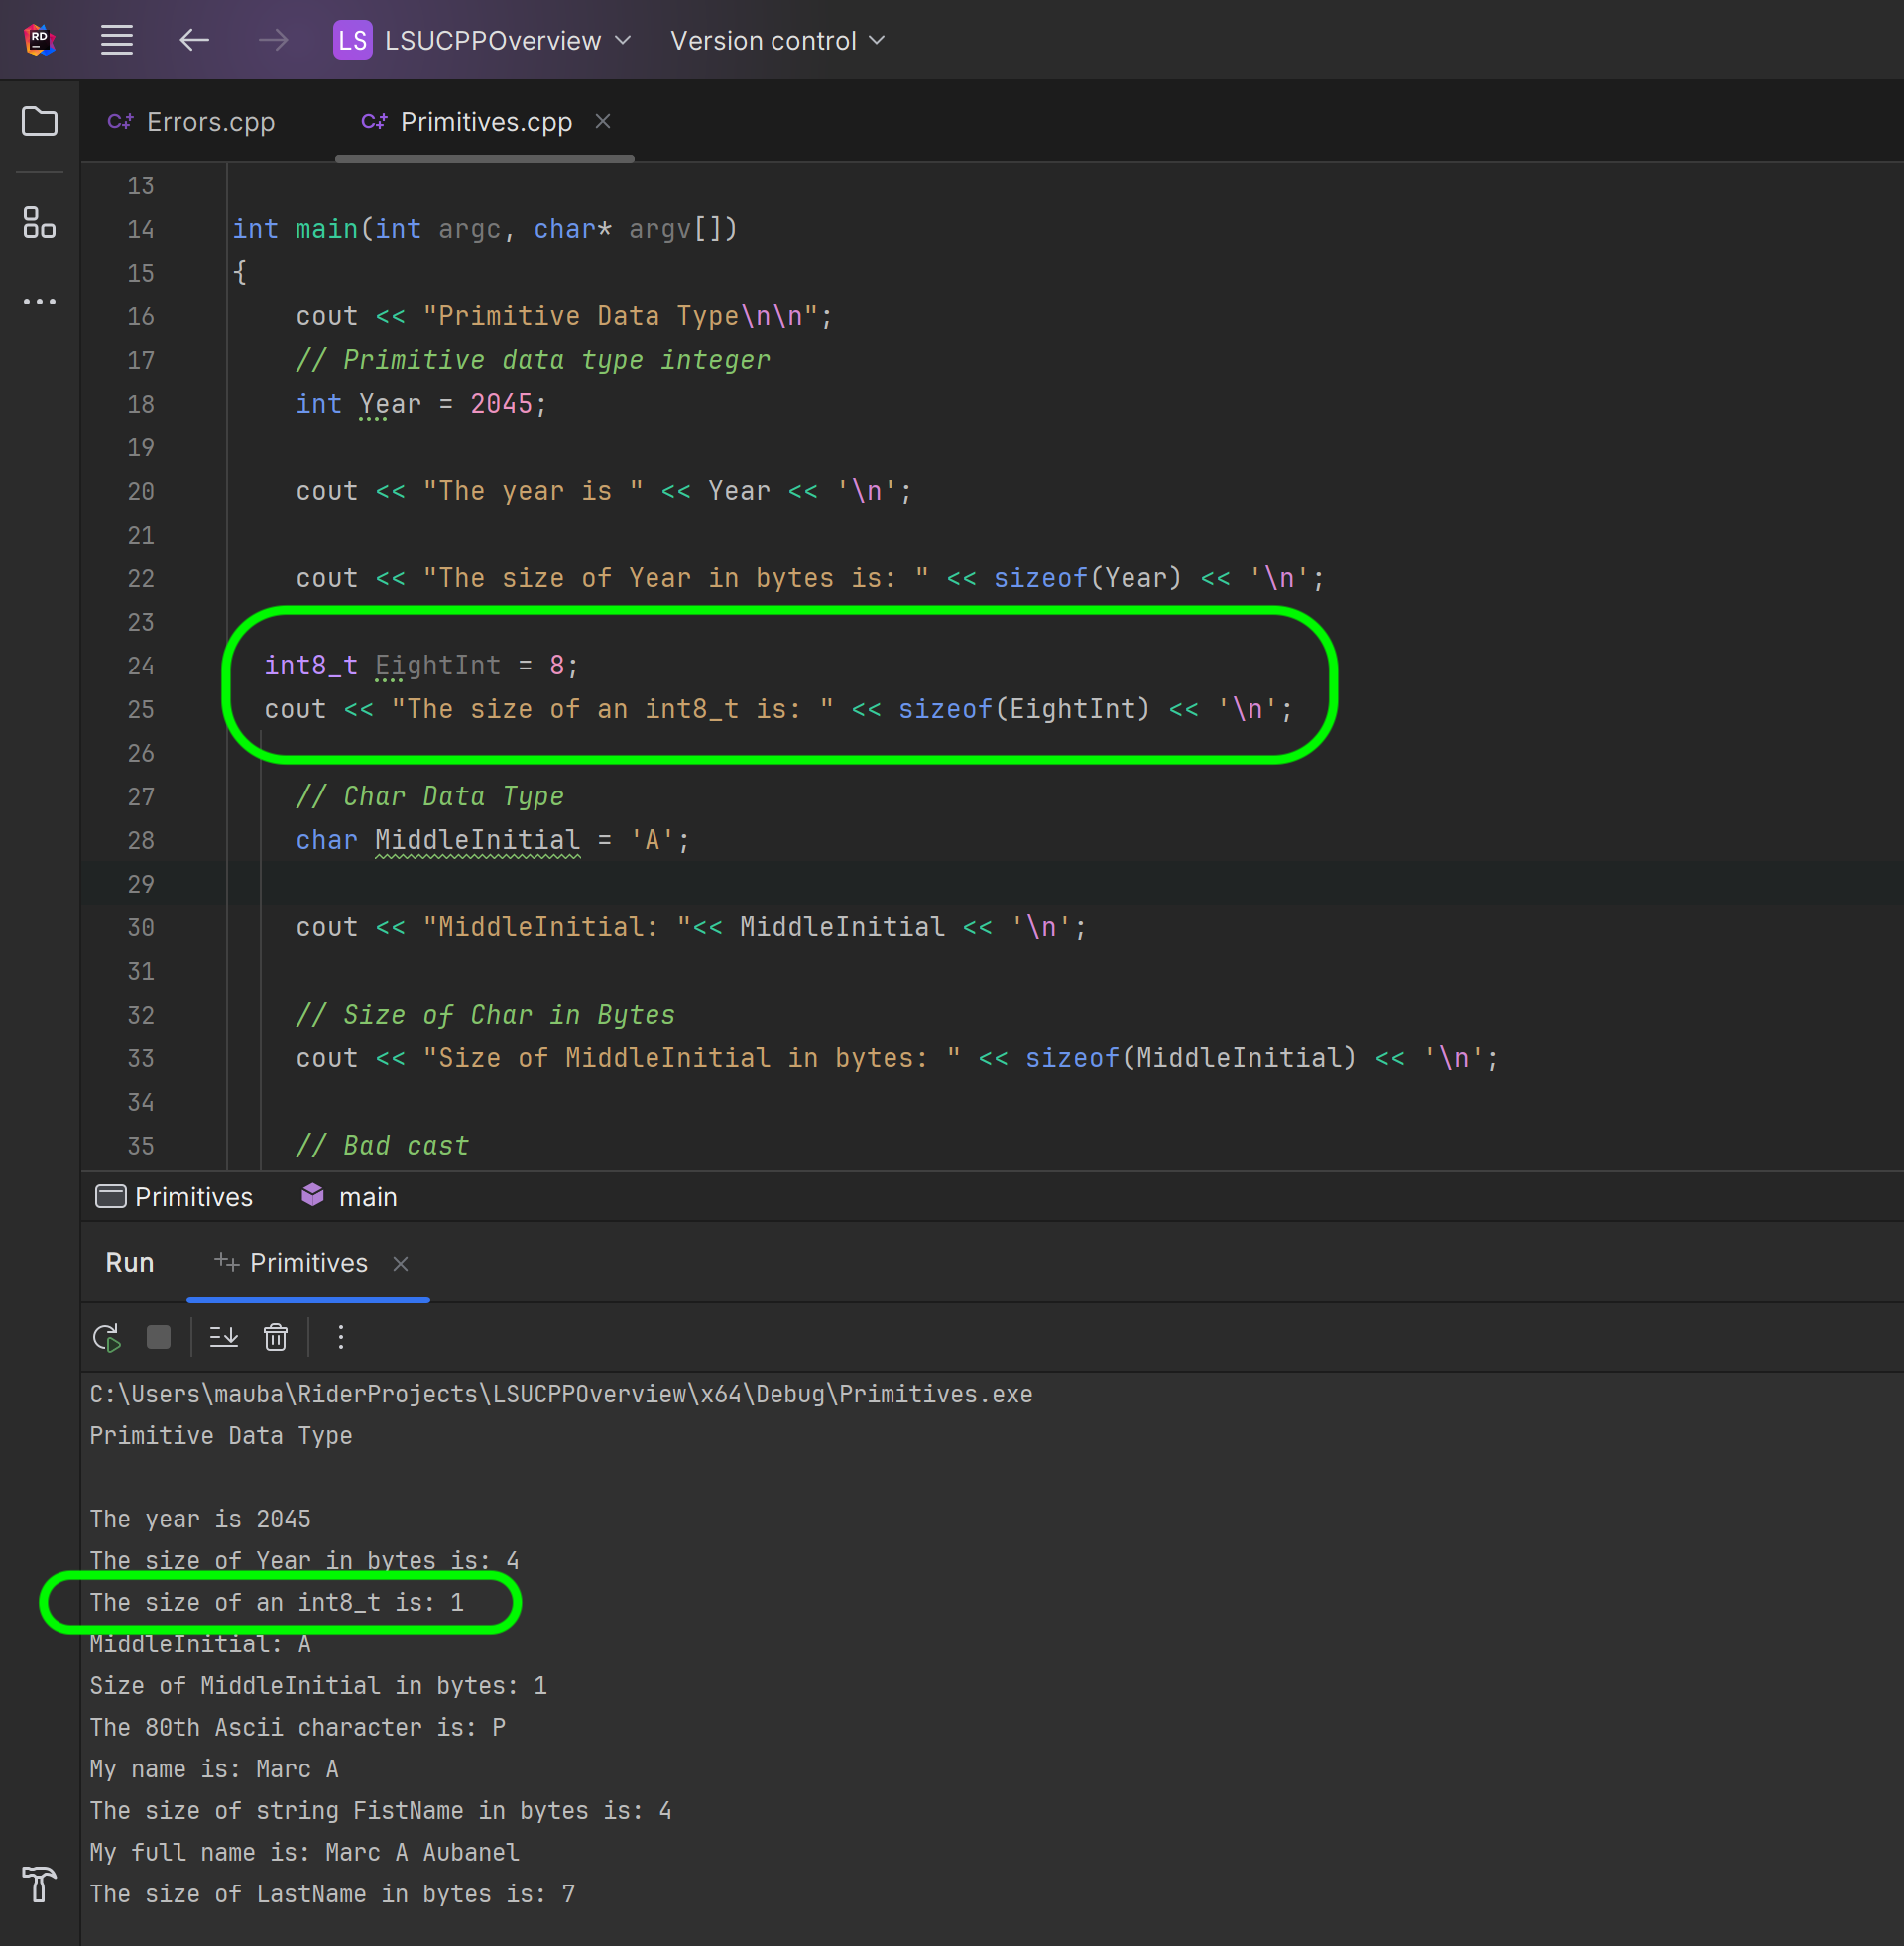 RD
LS LSUCPPOverview Version control
C++ Errors.cpp C++ Primitives.cpp
13
14 int main(int argc, char* argv[])
15 {
16 cout << "Primitive Data Type\n\n";
17 // Primitive data type integer
18 int Year = 2045;
19
20 cout << "The year is " << Year << '\n';
21
22 cout << "The size of Year in bytes is: " << sizeof(Year) << '\n';
23
24 int8_t EightInt = 8;
25 cout << "The size of an int8_t is: " << sizeof(EightInt) << '\n';
26
27 // Char Data Type
28 char MiddleInitial = 'A';
29
30 cout << "MiddleInitial: "<< MiddleInitial << '\n';
31
32 // Size of Char in Bytes
33 cout << "Size of MiddleInitial in bytes: " << sizeof(MiddleInitial) << '\n';
34
35 // Bad cast
Primitives main
Run Primitives
C:\Users\mauba\RiderProjects\LSUCPPOverview\x64\Debug\Primitives.exe
Primitive Data Type
The year is 2045
The size of Year in bytes is: 4
The size of an int8_t is: 1
MiddleInitial: A
Size of MiddleInitial in bytes: 1
The 80th Ascii character is: P
My name is: Marc A
The size of string FistName in bytes is: 4
My full name is: Marc A Aubanel
The size of LastName in bytes is: 7